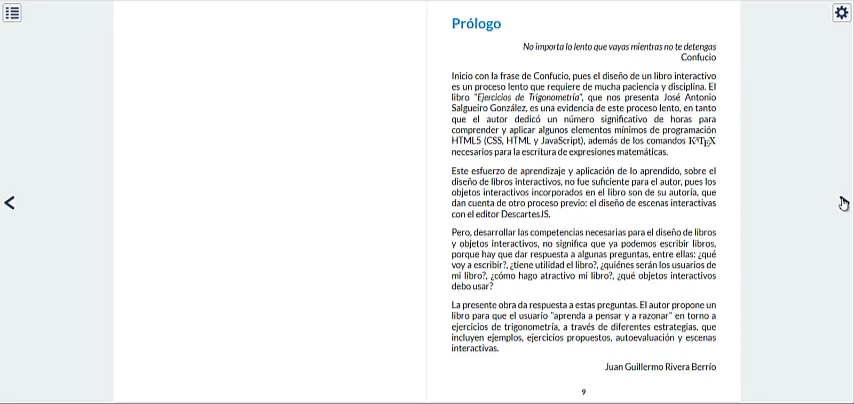 Prólogo
No importa lo lento que vayas mientras no te detengas
Confucio
Inicio con la frase de Confucio, pues el diseño de un libro interactivo
es un proceso lento que requiere de mucha paciencia y disciplina. El
libro "Ejercicios de Trigonometría", que nos presenta José Antonio
Salgueiro González, es una evidencia de este proceso lento, en tanto
que el autor dedicó un número significativo de horas para
comprender y aplicar algunos elementos mínimos de programación
HTML5 (CSS, HTML y JavaScript), además de los comandos KaTeX
necesarios para la escritura de expresiones matemáticas.
Este esfuerzo de aprendizaje y aplicación de lo aprendido, sobre el
diseño de libros interactivos, no fue suficiente para el autor, pues los
objetos interactivos incorporados en el libro son de su autoría, que
dan cuenta de otro proceso previo: el diseño de escenas interactivas
con el editor DescartesJS.
Pero, desarrollar las competencias necesarias para el diseño de libros
y objetos interactivos, no significa que ya podemos escribir libros,
porque hay que dar respuesta a algunas preguntas, entre ellas: ¿qué
voy a escribir?, ¿tiene utilidad el libro?, ¿quiénes serán los usuarios de
mi libro?, ¿cómo hago atractivo mi libro?, ¿qué objetos interactivos
debo usar?
La presente obra da respuesta a estas preguntas. El autor propone un
libro para que el usuario "aprenda a pensar y a razonar" en torno a
ejercicios de trigonometría, a través de diferentes estrategias, que
incluyen ejemplos, ejercicios propuestos, autoevaluación y escenas
interactivas.
Juan Guillermo Rivera Berrío
9